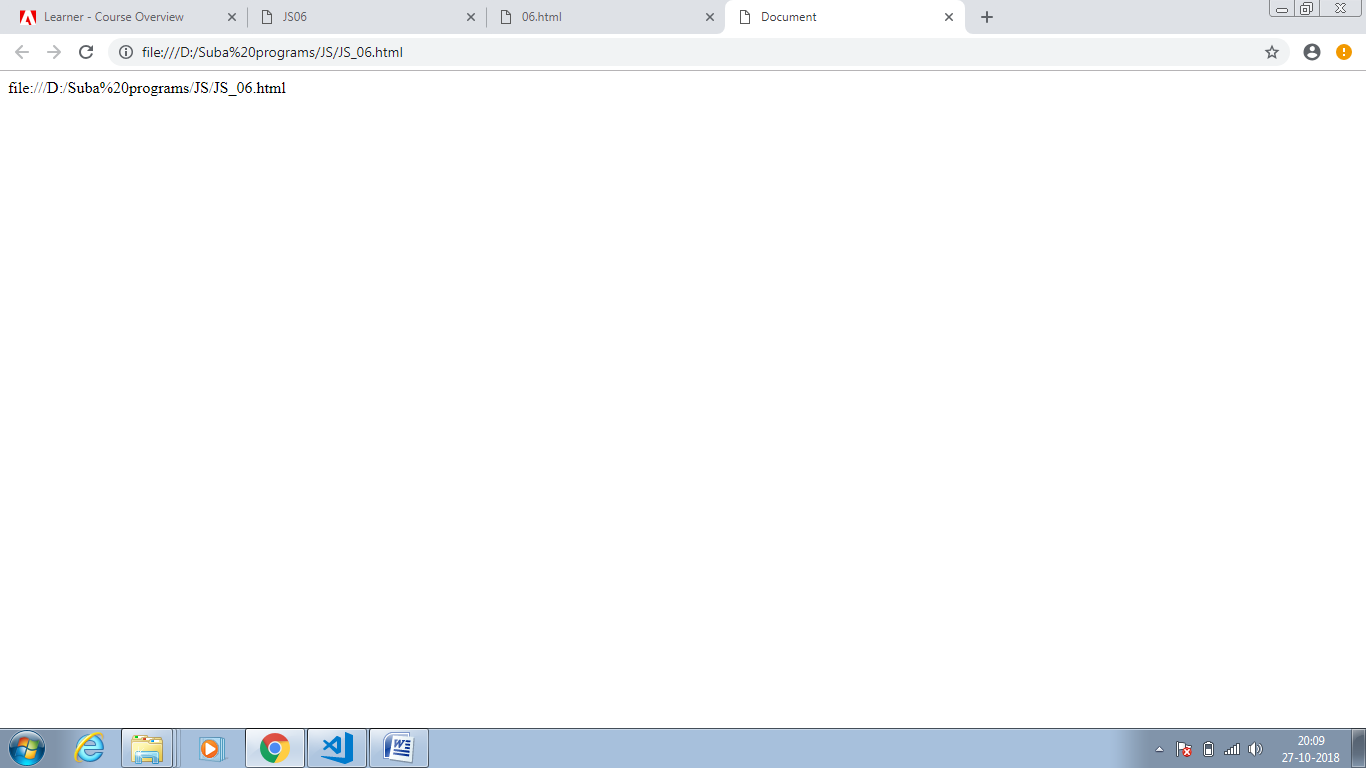 Learner - Course Overview
JS06
06.html
Document
file:///D:/Suba%20programs/JS/JS_06.html
file:///D:/Suba%20programs/JS/JS_06.html
20:09
27-10-2018